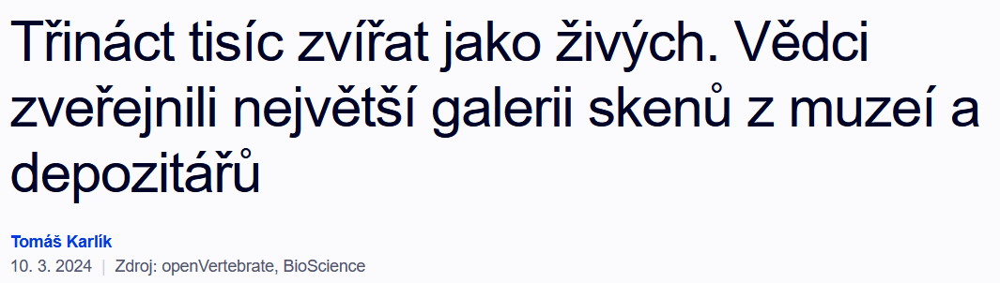 Třináct tisíc zvířat jako živých. Vědci
zveřejnili největší galerii skenů z muzeí a
depozitářů
Tomáš Karlík
10. 3. 2024 | Zdroj: openVertebrate, BioScience